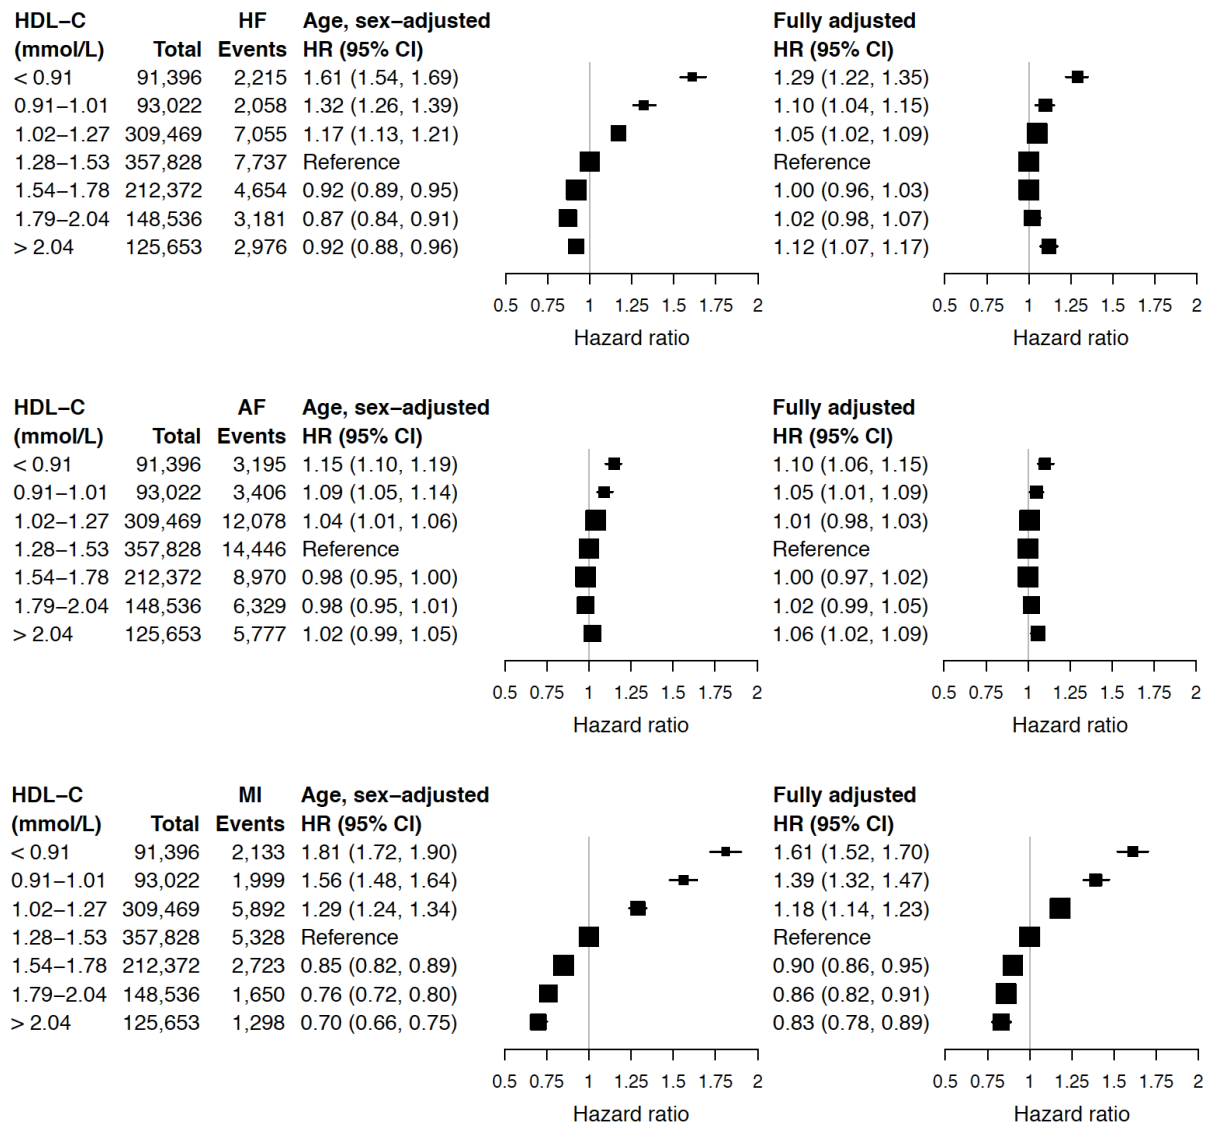 HDL−C HF Age, sex−adjusted Fully adjusted
(mmol/L) Total Events HR (95% CI) HR (95% CI)
< 0.91 91,396 2,215 1.61 (1.54, 1.69) 1.29 (1.22, 1.35)
0.91−1.01 93,022 2,058 1.32 (1.26, 1.39) 1.10 (1.04, 1.15)
1.02−1.27 309,469 7,055 1.17 (1.13, 1.21) 1.05 (1.02, 1.09)
1.28−1.53 357,828 7,737 Reference Reference
1.54−1.78 212,372 4,654 0.92 (0.89, 0.95) 1.00 (0.96, 1.03)
1.79−2.04 148,536 3,181 0.87 (0.84, 0.91) 1.02 (0.98, 1.07)
> 2.04 125,653 2,976 0.92 (0.88, 0.96) 1.12 (1.07, 1.17)
0.5 0.75 1 1.25 1.5 1.75 2 0.5 0.75 1 1.25 1.5 1.75 2
Hazard ratio Hazard ratio
HDL−C AF Age, sex−adjusted Fully adjusted
(mmol/L) Total Events HR (95% CI) HR (95% CI)
< 0.91 91,396 3,195 1.15 (1.10, 1.19) 1.10 (1.06, 1.15)
0.91−1.01 93,022 3,406 1.09 (1.05, 1.14) 1.05 (1.01, 1.09)
1.02−1.27 309,469 12,078 1.04 (1.01, 1.06) 1.01 (0.98, 1.03)
1.28−1.53 357,828 14,446 Reference Reference
1.54−1.78 212,372 8,970 0.98 (0.95, 1.00) 1.00 (0.97, 1.02)
1.79−2.04 148,536 6,329 0.98 (0.95, 1.01) 1.02 (0.99, 1.05)
> 2.04 125,653 5,777 1.02 (0.99, 1.05) 1.06 (1.02, 1.09)
0.5 0.75 1 1.25 1.5 1.75 2 0.5 0.75 1 1.25 1.5 1.75 2
Hazard ratio Hazard ratio
HDL−C MI Age, sex−adjusted Fully adjusted
(mmol/L) Total Events HR (95% CI) HR (95% CI)
< 0.91 91,396 2,133 1.81 (1.72, 1.90) 1.61 (1.52, 1.70)
0.91−1.01 93,022 1,999 1.56 (1.48, 1.64) 1.39 (1.32, 1.47)
1.02−1.27 309,469 5,892 1.29 (1.24, 1.34) 1.18 (1.14, 1.23)
1.28−1.53 357,828 5,328 Reference Reference
1.54−1.78 212,372 2,723 0.85 (0.82, 0.89) 0.90 (0.86, 0.95)
1.79−2.04 148,536 1,650 0.76 (0.72, 0.80) 0.86 (0.82, 0.91)
> 2.04 125,653 1,298 0.70 (0.66, 0.75) 0.83 (0.78, 0.89)
0.5 0.75 1 1.25 1.5 1.75 2 0.5 0.75 1 1.25 1.5 1.75 2
Hazard ratio Hazard ratio